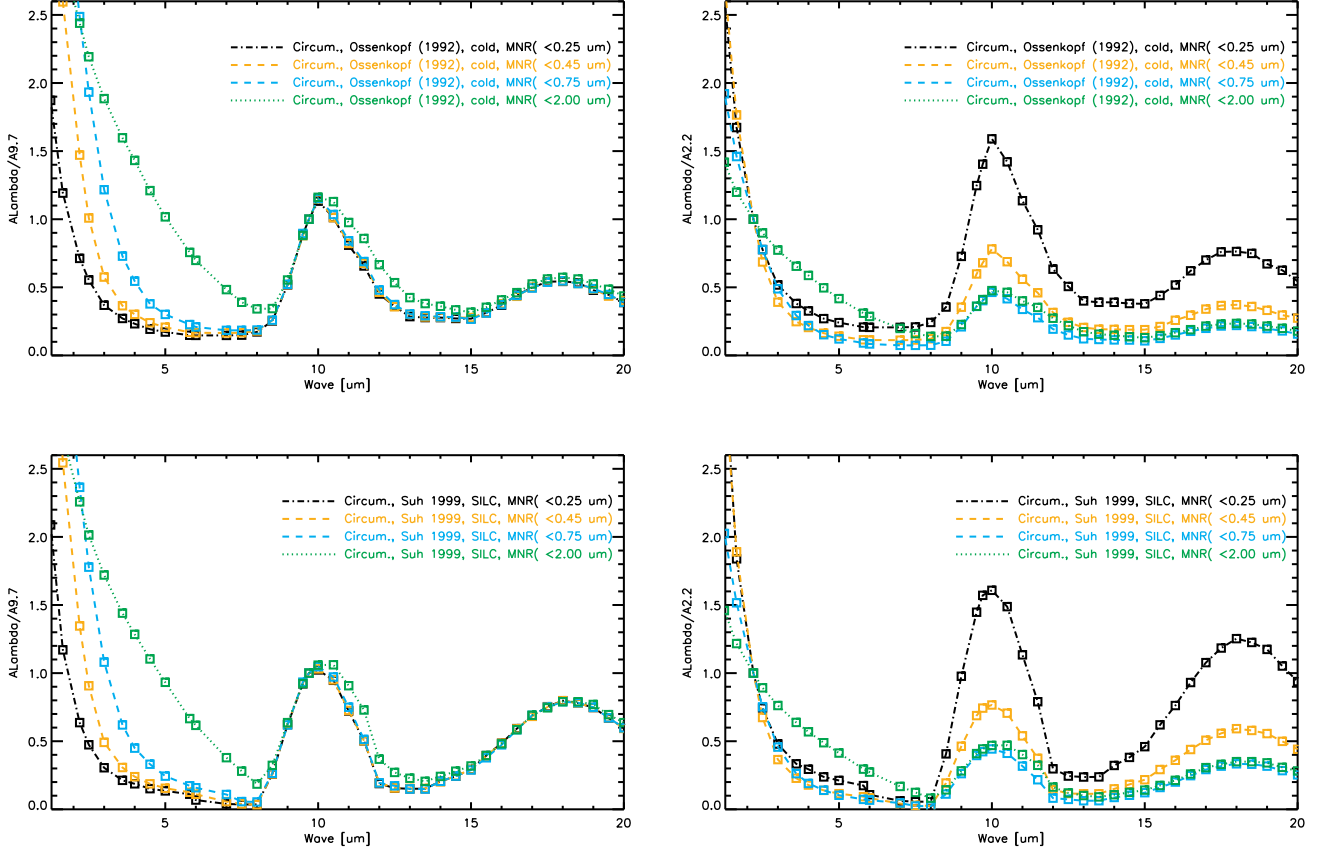 2.5
2.0
1.5
1.0
0.5
0.0
ALambda/A9.7
Circum., Ossenkopf (1992), cold, MNR( <0.25 um)
Circum., Ossenkopf (1992), cold, MNR( <0.45 um)
Circum., Ossenkopf (1992), cold, MNR( <0.75 um)
Circum., Ossenkopf (1992), cold, MNR( <2.00 um)
5 10 15 20
Wave [um]
2.5
2.0
1.5
1.0
0.5
0.0
ALambda/A2.2
Circum., Ossenkopf (1992), cold, MNR( <0.25 um)
Circum., Ossenkopf (1992), cold, MNR( <0.45 um)
Circum., Ossenkopf (1992), cold, MNR( <0.75 um)
Circum., Ossenkopf (1992), cold, MNR( <2.00 um)
5 10 15 20
Wave [um]
2.5
2.0
1.5
1.0
0.5
0.0
ALambda/A9.7
Circum., Suh 1999, SILC, MNR( <0.25 um)
Circum., Suh 1999, SILC, MNR( <0.45 um)
Circum., Suh 1999, SILC, MNR( <0.75 um)
Circum., Suh 1999, SILC, MNR( <2.00 um)
5 10 15 20
Wave [um]
2.5
2.0
1.5
1.0
0.5
0.0
ALambda/A2.2
Circum., Suh 1999, SILC, MNR( <0.25 um)
Circum., Suh 1999, SILC, MNR( <0.45 um)
Circum., Suh 1999, SILC, MNR( <0.75 um)
Circum., Suh 1999, SILC, MNR( <2.00 um)
5 10 15 20
Wave [um]